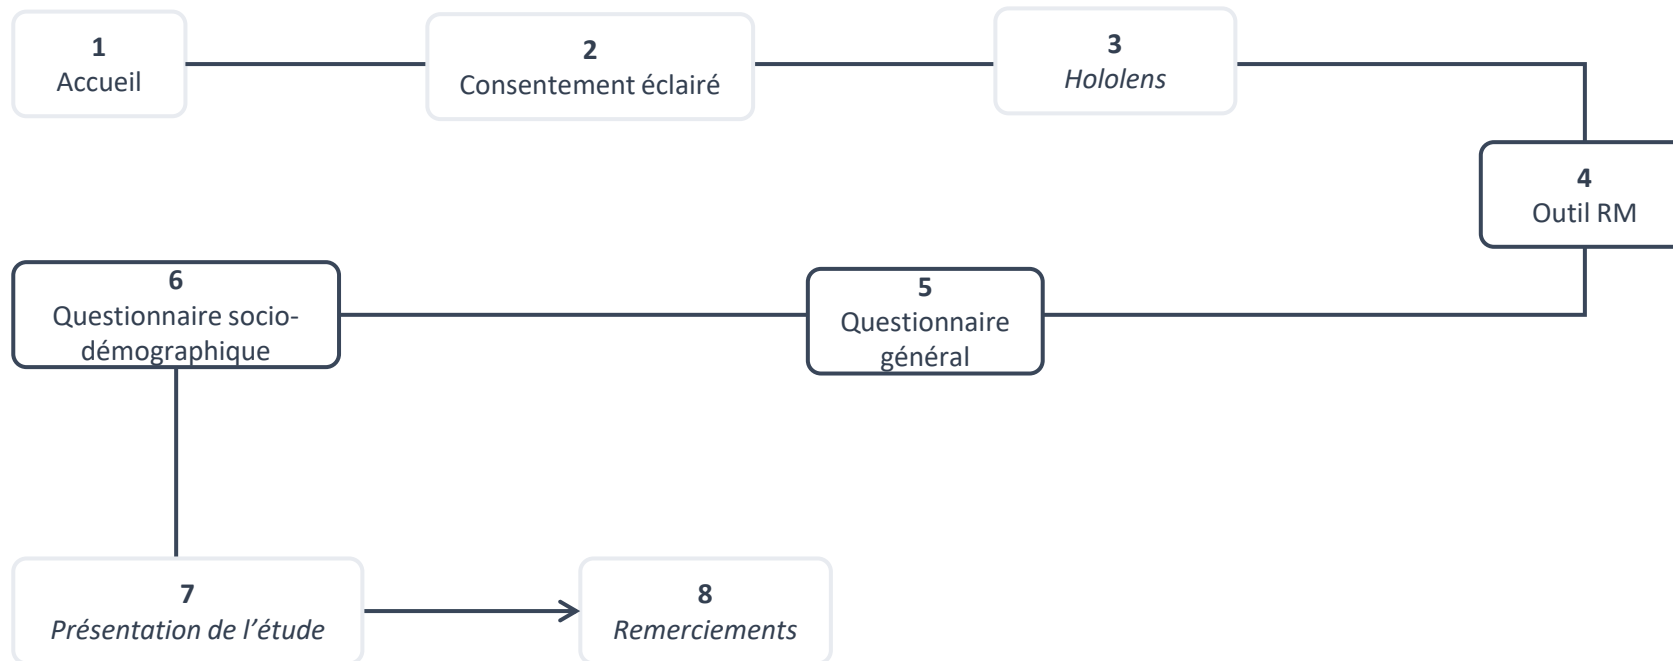 1
Accueil
2
Consentement éclairé
3
Hololens
4
Outil RM
5
Questionnaire
général
6
Questionnaire socio-
démographique
7
Présentation de l'étude
8
Remerciements